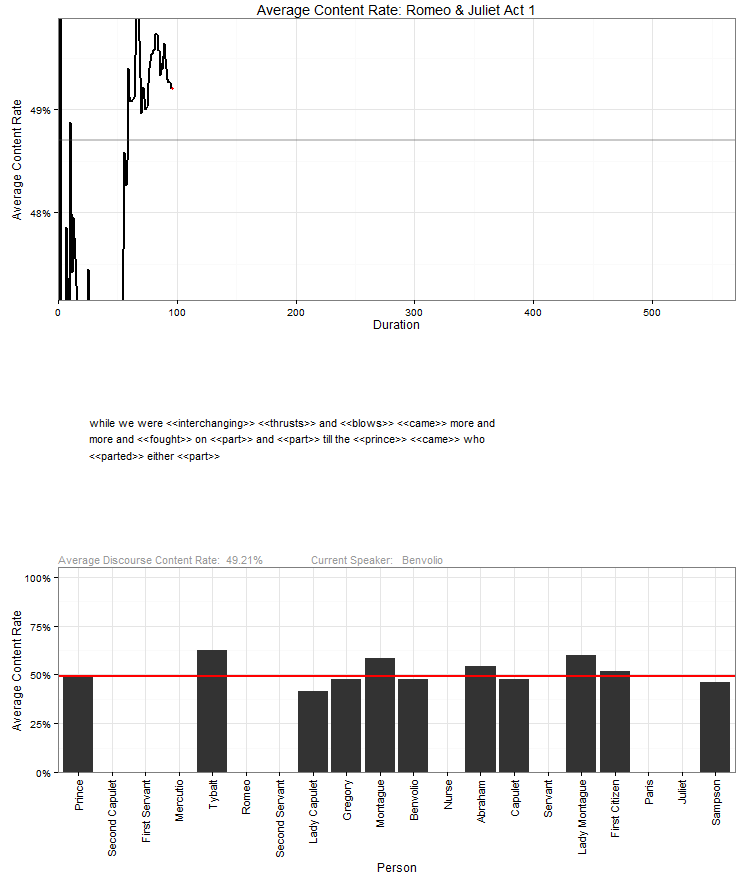 Average Content Rate: Romeo & Juliet Act 1
Average Content Rate
49%
48%
0 100 200 300 400 500
Duration
while we were <<interchanging>> <<thrusts>> and <<blows>> <<came>> more and
more and <<fought>> on <<part>> and <<part>> till the <<prince>> <<came>> who
<<parted>> either <<part>>
Average Discourse Content Rate: 49.21% Current Speaker: Benvolio
Average Content Rate
100%
75%
50%
25%
0%
Prince
Second Capulet
First Servant
Mercutio
Tybalt
Romeo
Second Servant
Lady Capulet
Gregory
Montague
Benvolio
Nurse
Abraham
Capulet
Servant
Lady Montague
First Citizen
Paris
Juliet
Sampson
Person